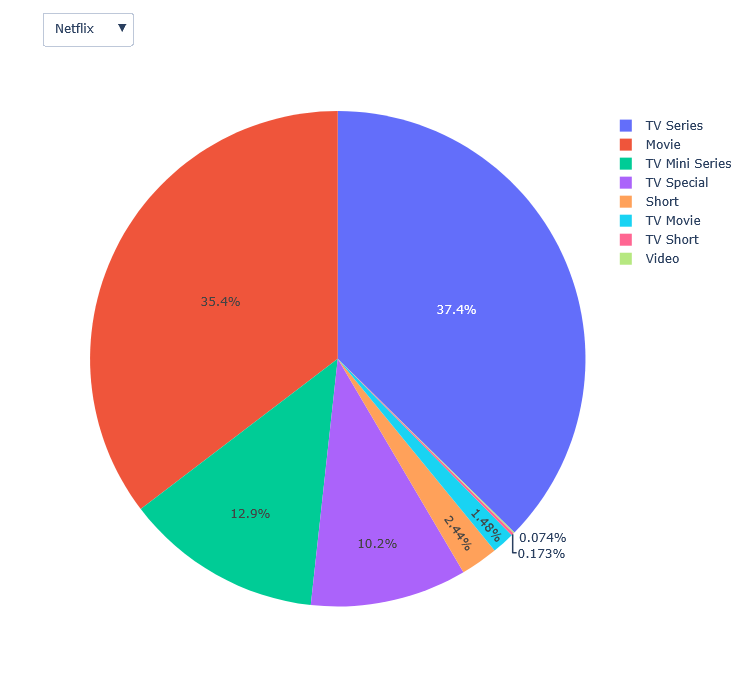 Netflix ▼
TV Series
Movie
TV Mini Series
TV Special
Short
TV Movie
TV Short
Video
35.4%
37.4%
12.9%
10.2%
2.44%
1.48%
0.074%
0.173%